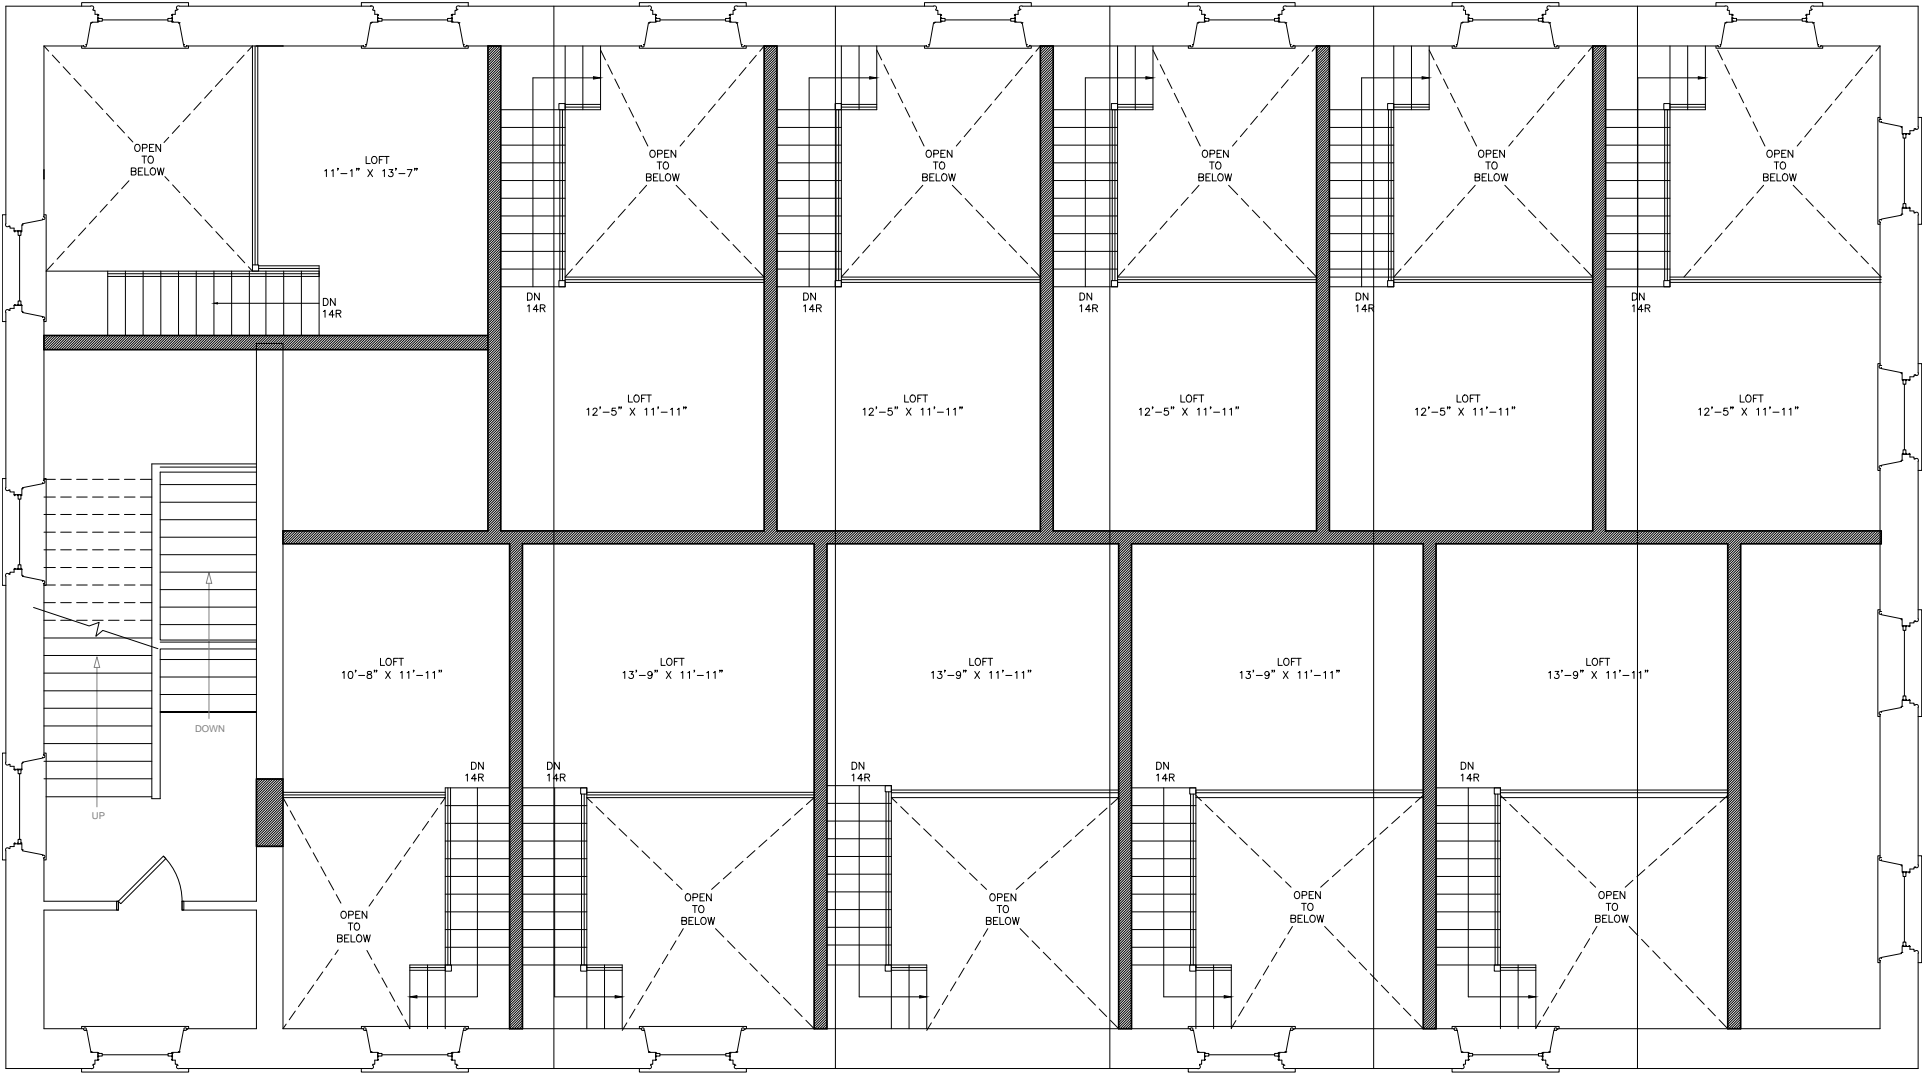 OPEN
TO
BELOW
LOFT
11'-1" X 13'-7"
OPEN
TO
BELOW
OPEN
TO
BELOW
OPEN
TO
BELOW
OPEN
TO
BELOW
OPEN
TO
BELOW
DN
14R
DN
14R
DN
14R
DN
14R
DN
14R
DN
14R
LOFT
12'-5" X 11'-11"
LOFT
12'-5" X 11'-11"
LOFT
12'-5" X 11'-11"
LOFT
12'-5" X 11'-11"
LOFT
12'-5" X 11'-11"
LOFT
10'-8" X 11'-11"
LOFT
13'-9" X 11'-11"
LOFT
13'-9" X 11'-11"
LOFT
13'-9" X 11'-11"
LOFT
13'-9" X 11'-11"
DOWN
UP
DN
14R
DN
14R
DN
14R
DN
14R
DN
14R
OPEN
TO
BELOW
OPEN
TO
BELOW
OPEN
TO
BELOW
OPEN
TO
BELOW
OPEN
TO
BELOW